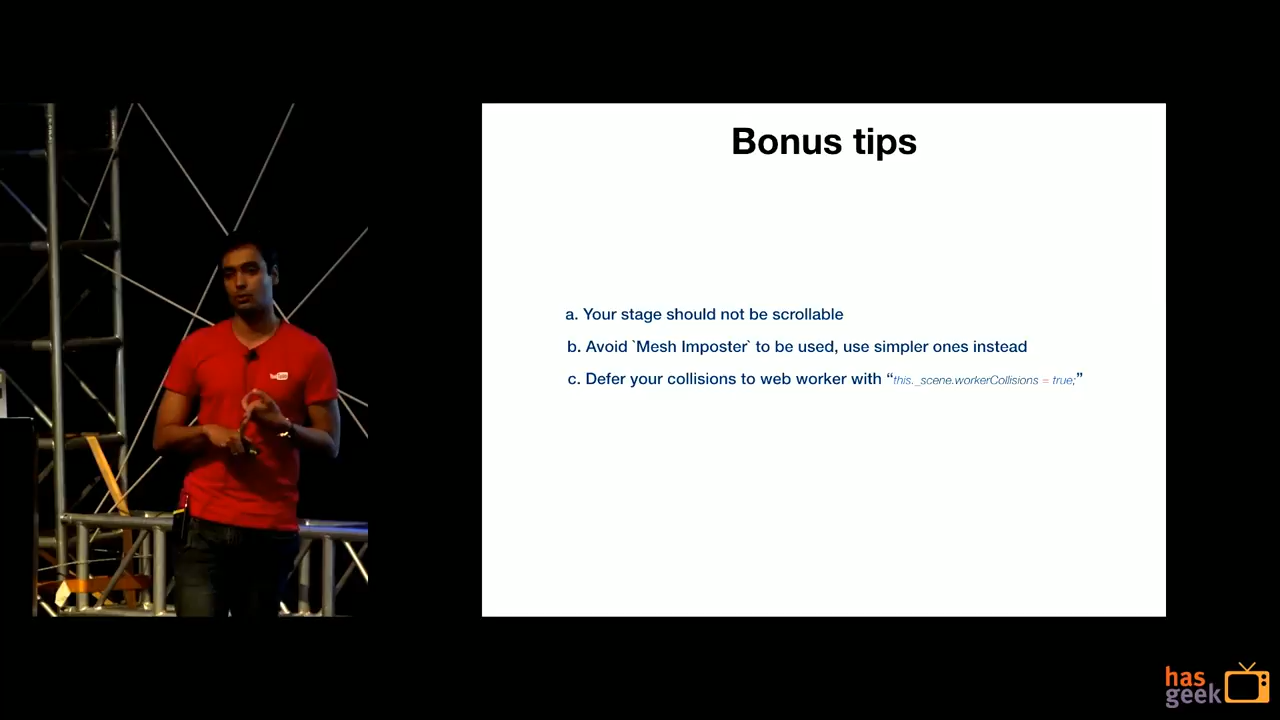 Bonus tips
a. Your stage should not be scrollable
b. Avoid `Mesh Imposter` to be used, use simpler ones instead
c. Defer your collisions to web worker with “this._scene.workerCollisions = true;”
has
geek